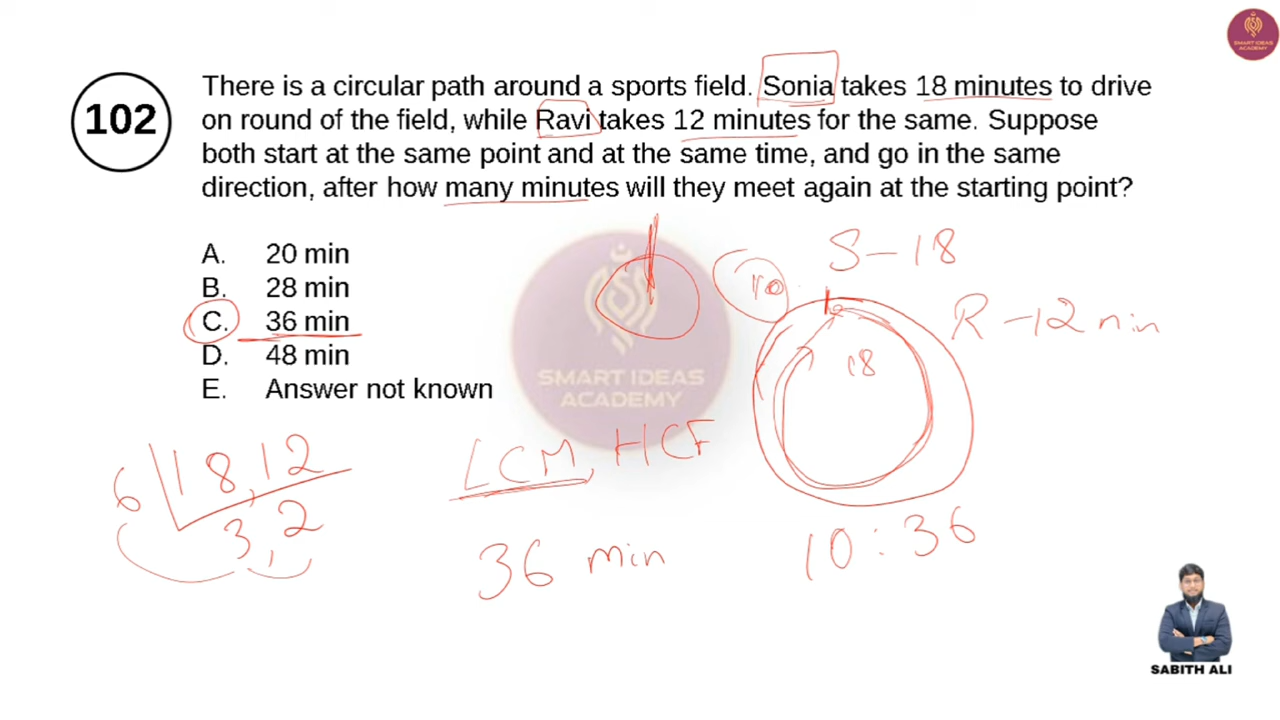 SMART IDEAS
ACADEMY
102
There is a circular path around a sports field. Sonia takes 18 minutes to drive
on round of the field, while Ravi takes 12 minutes for the same. Suppose
both start at the same point and at the same time, and go in the same
direction, after how many minutes will they meet again at the starting point?
A. 20 min
B. 28 min
C. 36 min
D. 48 min
E. Answer not known
S - 18
R - 12 min
10
18
SMART IDEAS
ACADEMY
6 18, 12
3, 2
LCM, HCF
36 min
10:36
SABITH ALI